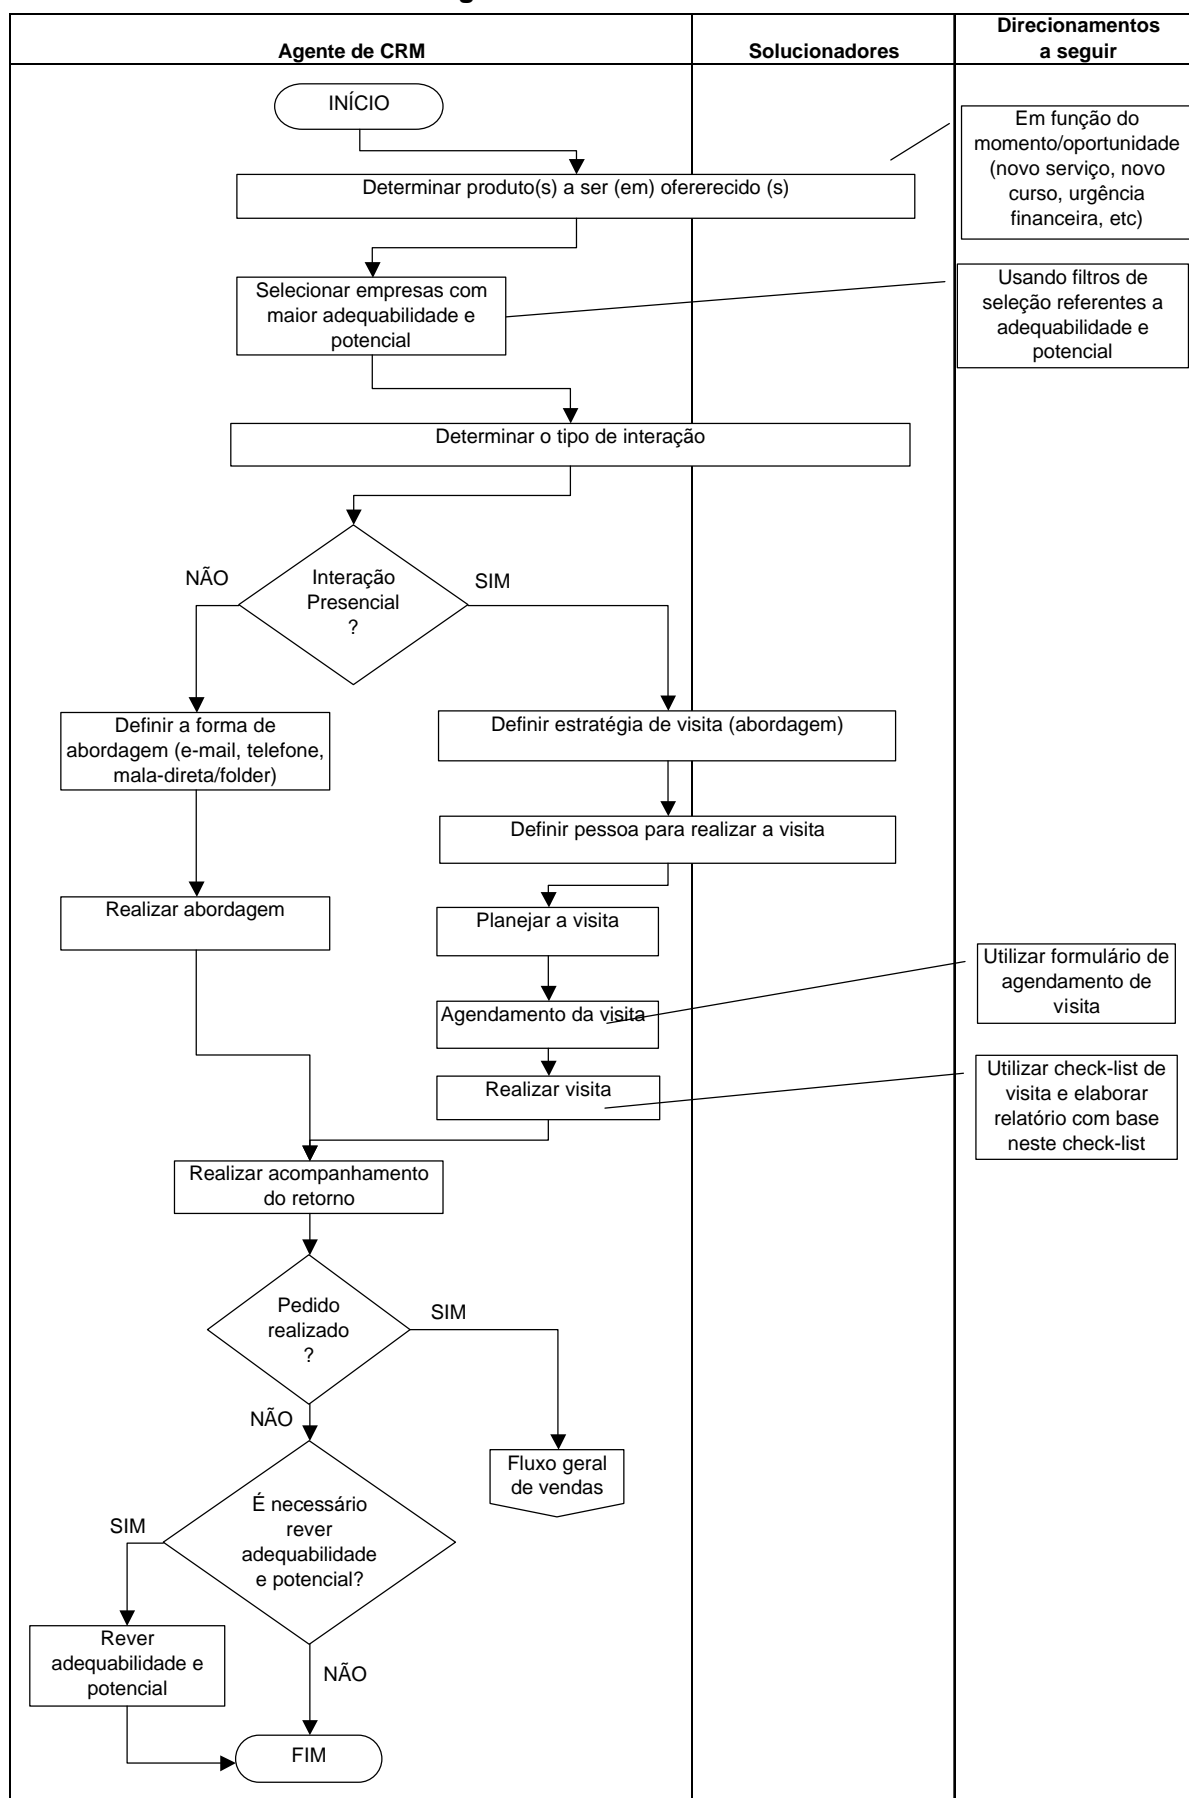 Agente de CRM
Solucionadores
Direcionamentos
a seguir
INÍCIO
Em função do
momento/oportunidade
(novo serviço, novo
curso, urgência
financeira, etc)
Determinar produto(s) a ser (em) ofererecido (s)
Selecionar empresas com
maior adequabilidade e
potencial
Usando filtros de
seleção referentes a
adequabilidade e
potencial
Determinar o tipo de interação
NÃO
Interação
Presencial
?
SIM
Definir a forma de
abordagem (e-mail, telefone,
mala-direta/folder)
Definir estratégia de visita (abordagem)
Definir pessoa para realizar a visita
Realizar abordagem
Planejar a visita
Utilizar formulário de
agendamento de
visita
Agendamento da visita
Realizar visita
Utilizar check-list de
visita e elaborar
relatório com base
neste check-list
Realizar acompanhamento
do retorno
Pedido
realizado
?
SIM
NÃO
Fluxo geral
de vendas
É necessário
rever
adequabilidade
e potencial?
SIM
Rever
adequabilidade e
potencial
NÃO
FIM